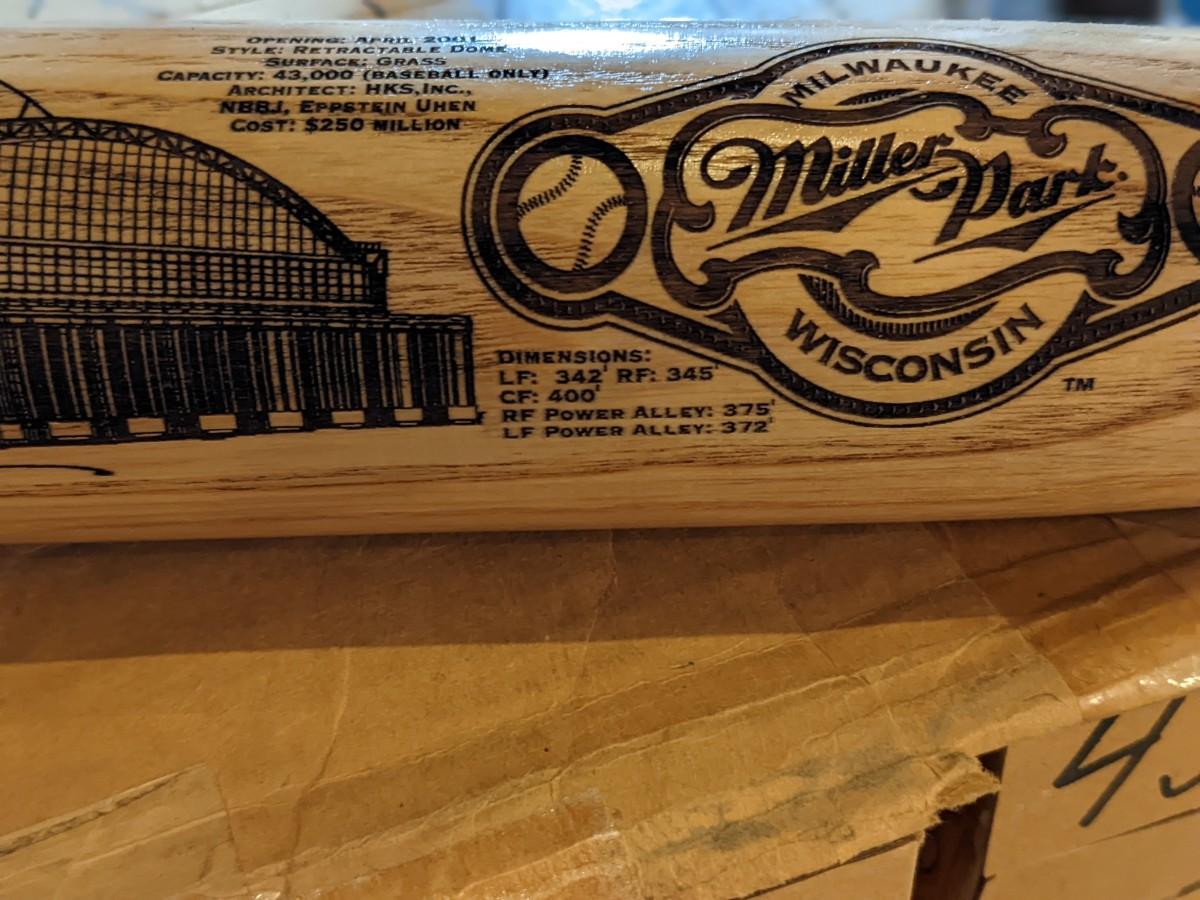 OPENING: APRIL 2001
STYLE: RETRACTABLE DOME
SURFACE: GRASS
CAPACITY: 43,000 (BASEBALL ONLY)
ARCHITECT: HKS,INC.,
NBBJ, EPPSTEIN UHEN
COST: $250 MILLION
MILWAUKEE
Miller Park
WISCONSIN
TM
DIMENSIONS:
LF: 342' RF: 345'
CF: 400'
RF POWER ALLEY: 375'
LF POWER ALLEY: 372'
4